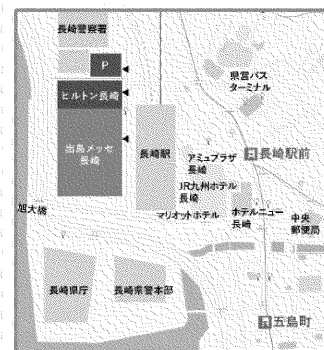 長崎警察署
P
県営バス
ターミナル
ヒルトン長崎
出島メッセ
長崎
長崎駅
長崎駅前
アミュプラザ
長崎
JR九州ホテル
長崎
マリオットホテル
ホテルニュー
長崎
中央
郵便局
旭大橋
長崎県庁
長崎県警本部
五島町